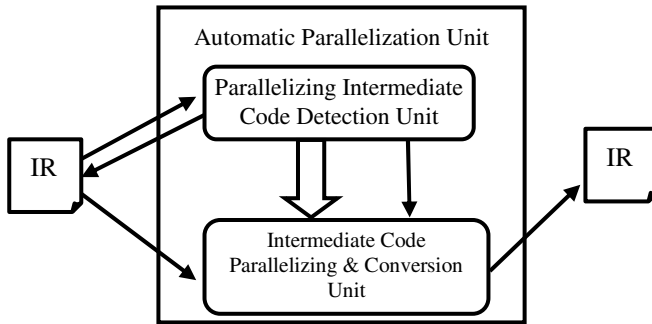 Automatic Parallelization Unit
Parallelizing Intermediate
Code Detection Unit
IR
IR
Intermediate Code
Parallelizing & Conversion
Unit